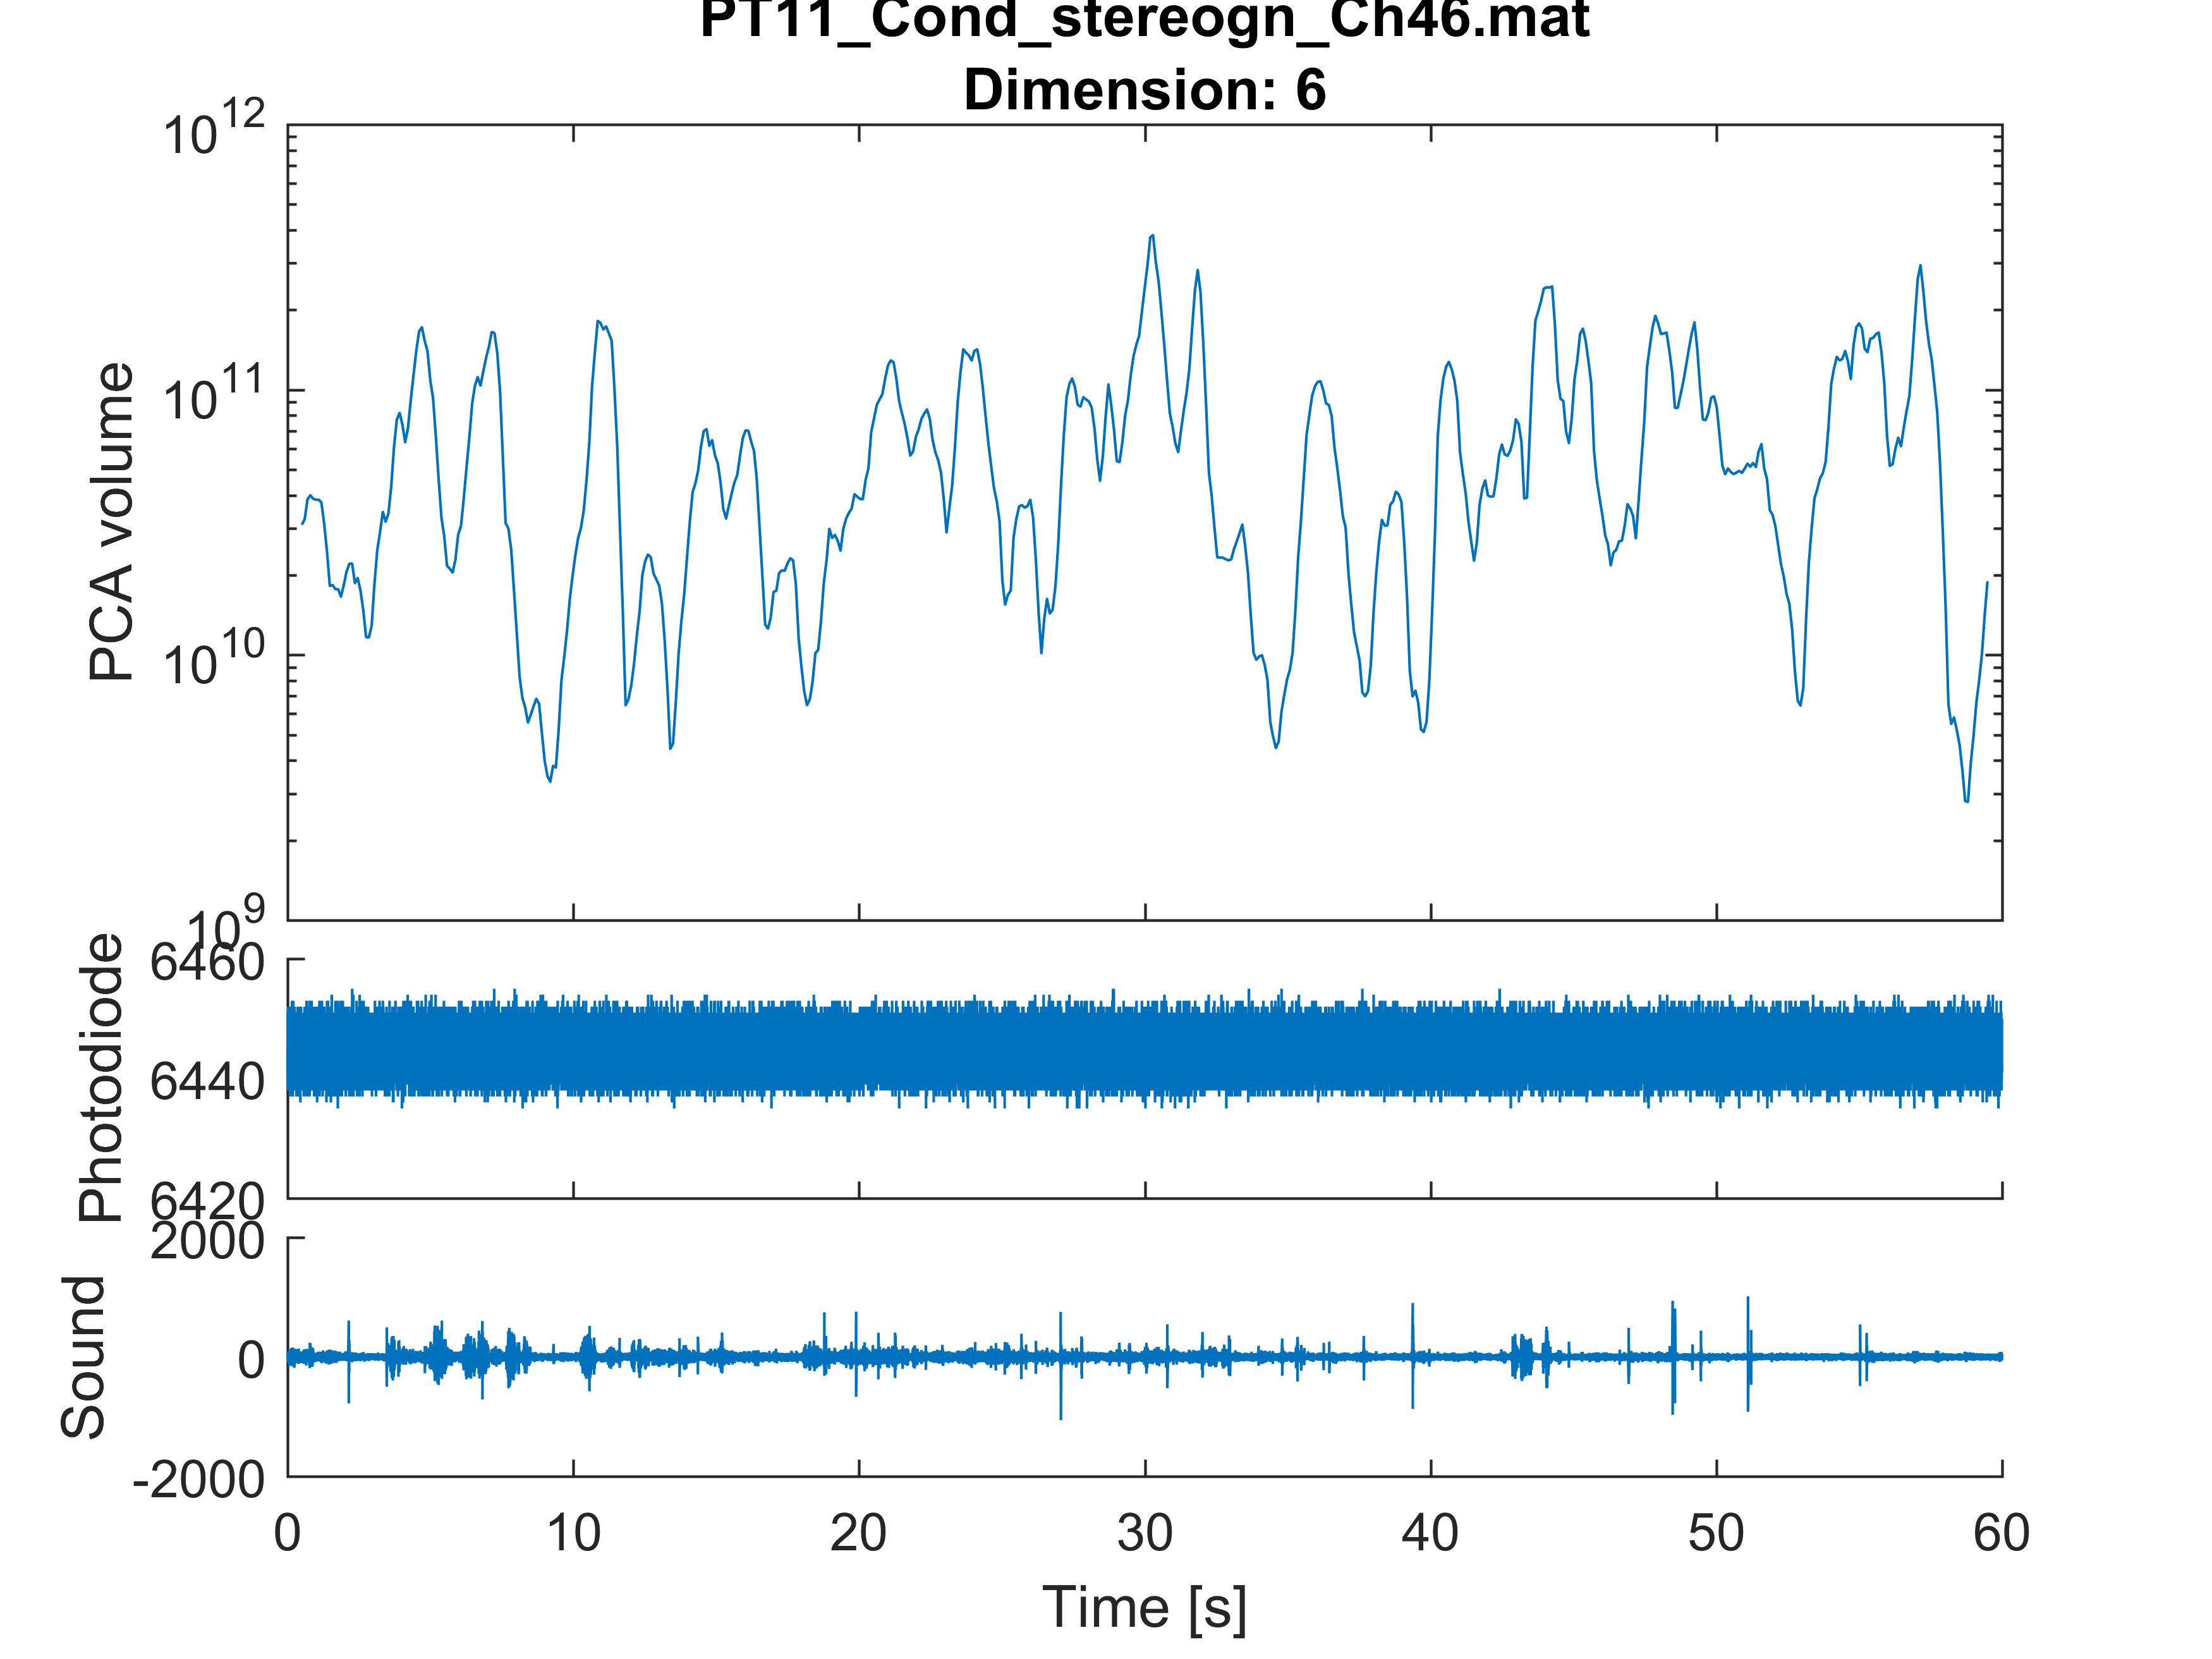 PT11_Cond_stereogn_Ch46.mat
Dimension: 6
10^12
10^11
10^10
10^9
PCA volume
6460
6440
6420
Photodiode
2000
0
-2000
Sound
0 10 20 30 40 50 60
Time [s]